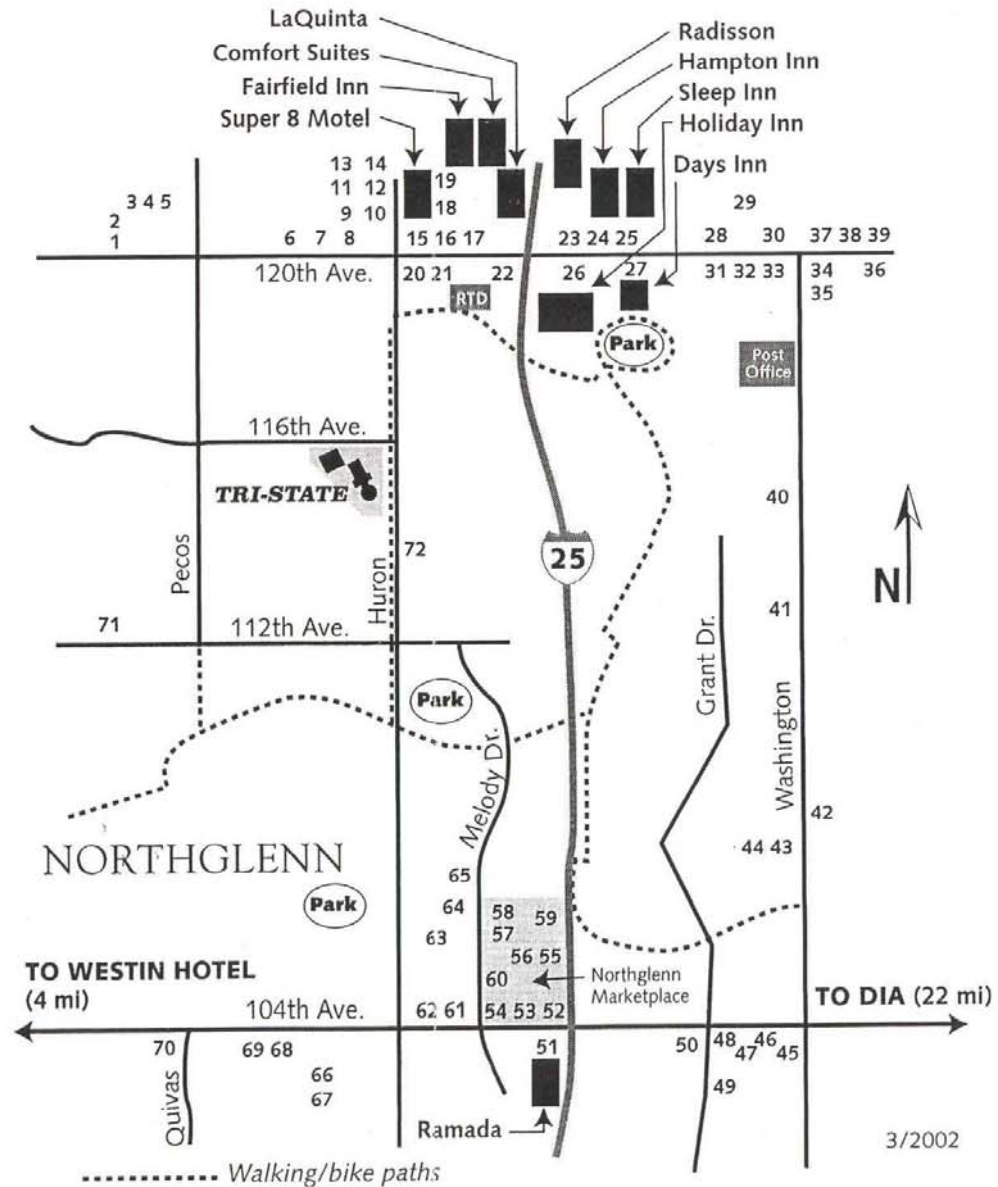 LaQuinta
Comfort Suites
Fairfield Inn
Super 8 Motel
Radisson
Hampton Inn
Sleep Inn
Holiday Inn
Days Inn
13 14
11 12
9 10
19
18
3 4 5
2
1
6 7 8
15 16 17
23 24 25
29
28 30 37 38 39
120th Ave.
20 21 22
26
27
31 32 33
34 36
35
RTD
Park
Post
Office
116th Ave.
TRI-STATE
40
Pecos
Huron
72
25
N
41
71
112th Ave.
Grant Dr.
Park
Melody Dr.
Washington
42
44 43
NORTHGLENN
65
Park
64
63
58 59
57
56 55
60
Northglenn
Marketplace
TO WESTIN HOTEL
(4 mi)
104th Ave.
62 61
54 53 52
TO DIA (22 mi)
70
69 68
66
67
Quivas
51
50
48 46
47 45
49
Ramada
3/2002
Walking/bike paths